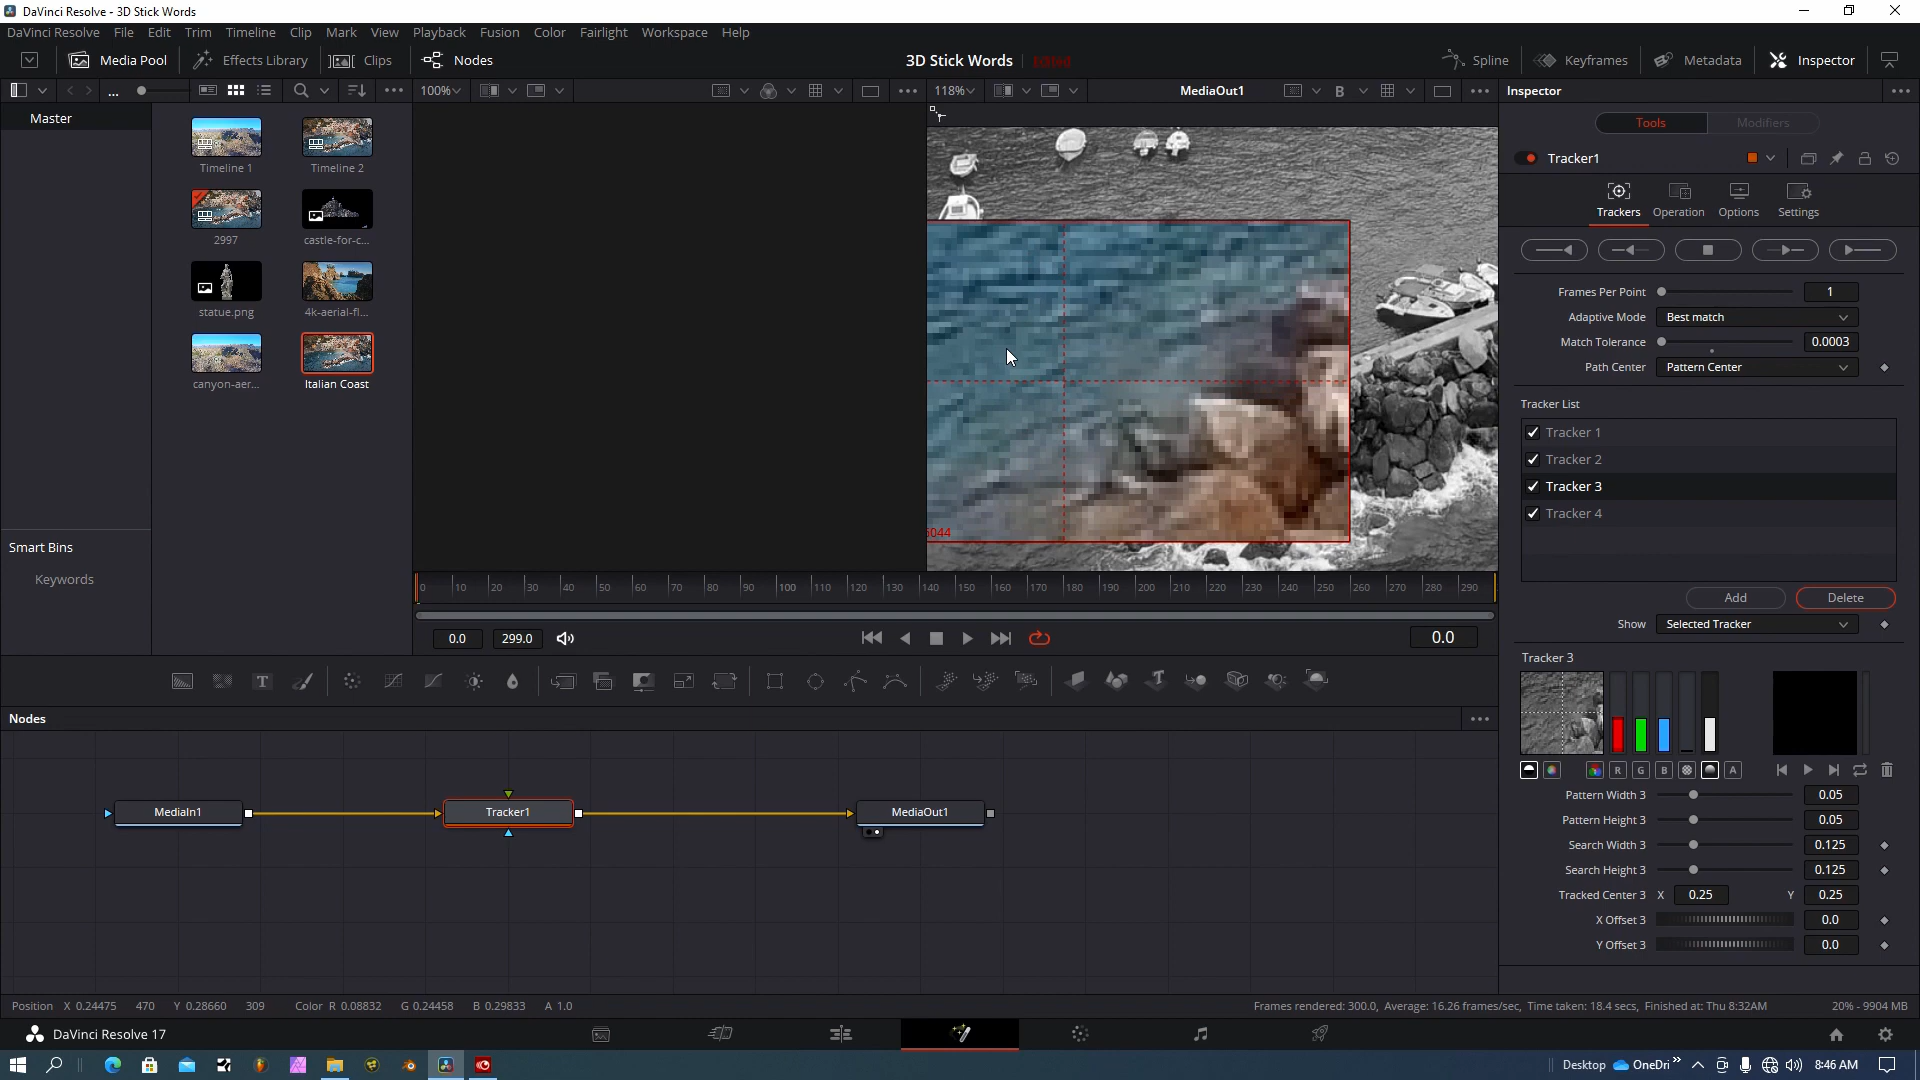 DaVinci Resolve - 3D Stick Words
DaVinci Resolve File Edit Trim Timeline Clip Mark View Playback Fusion Color Fairlight Workspace Help
Media Pool Effects Library Clips Nodes 3D Stick Words Edited Spline Keyframes Metadata Inspector
... 100% 118% MediaOut1 B Inspector
Master
Tools Modifiers
Timeline 1 Timeline 2
Tracker1
Trackers Operation Options Settings
2997 castle-for-c...
Frames Per Point 1
Adaptive Mode Best match
statue.png 4k-aerial-fl...
Match Tolerance 0.0003
Path Center Pattern Center
canyon-aer... Italian Coast
Tracker List
Tracker 1
Tracker 2
Tracker 3
Tracker 4
5044
Smart Bins
Keywords
0 10 20 30 40 50 60 70 80 90 100 110 120 130 140 150 160 170 180 190 200 210 220 230 240 250 260 270 280 290
Add Delete
Show Selected Tracker
0.0 299.0 0.0
Tracker 3
T T
R G B A
Nodes
MediaIn1 Tracker1 MediaOut1
Pattern Width 3 0.05
Pattern Height 3 0.05
Search Width 3 0.125
Search Height 3 0.125
Tracked Center 3 X 0.25 Y 0.25
X Offset 3 0.0
Y Offset 3 0.0
Position X 0.24475 470 Y 0.28660 309 Color R 0.08832 G 0.24458 B 0.29833 A 1.0 Frames rendered: 300.0, Average: 16.26 frames/sec, Time taken: 18.4 secs, Finished at: Thu 8:32AM 20% - 9904 MB
DaVinci Resolve 17
Desktop OneDri 8:46 AM